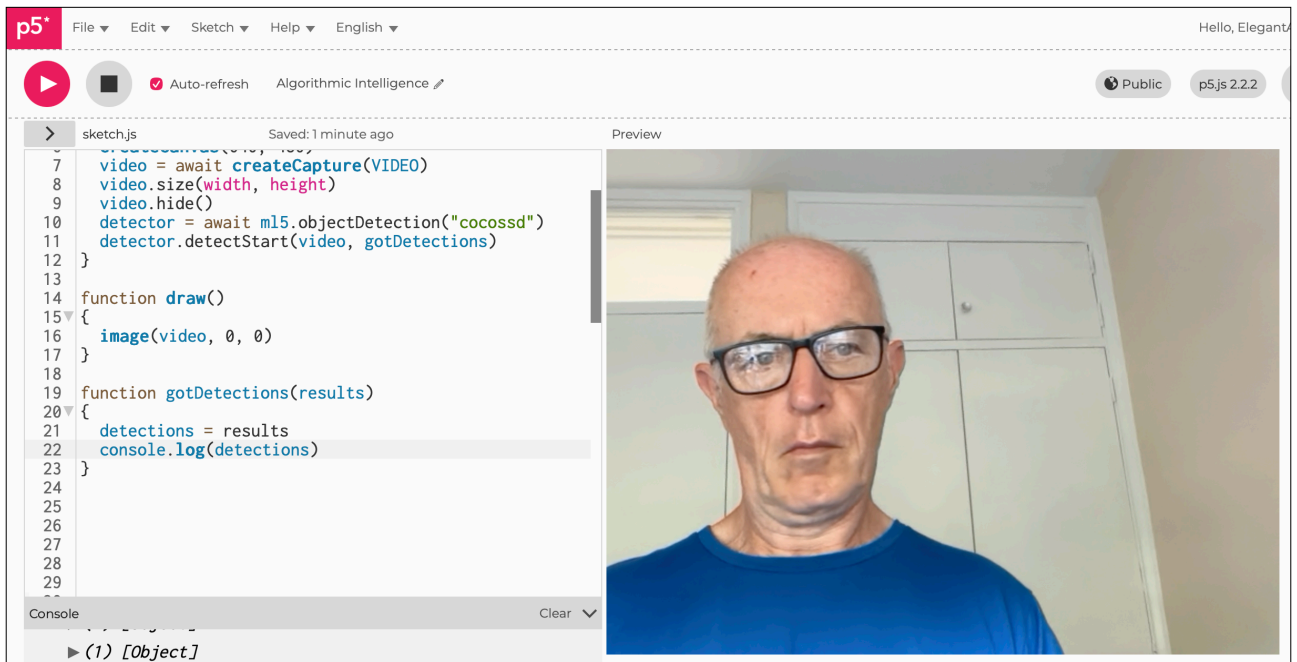 p5* File Edit Sketch Help English Hello, Elegant
Auto-refresh Algorithmic Intelligence Public p5.js 2.2.2
sketch.js Saved: 1 minute ago Preview
7 video = await createCapture(VIDEO)
8 video.size(width, height)
9 video.hide()
10 detector = await ml5.objectDetection("cocossd")
11 detector.detectStart(video, gotDetections)
12 }
13
14 function draw()
15 {
16 image(video, 0, 0)
17 }
18
19 function gotDetections(results)
20 {
21 detections = results
22 console.log(detections)
23 }
24
25
26
27
28
29
Console Clear
(1) [Object]